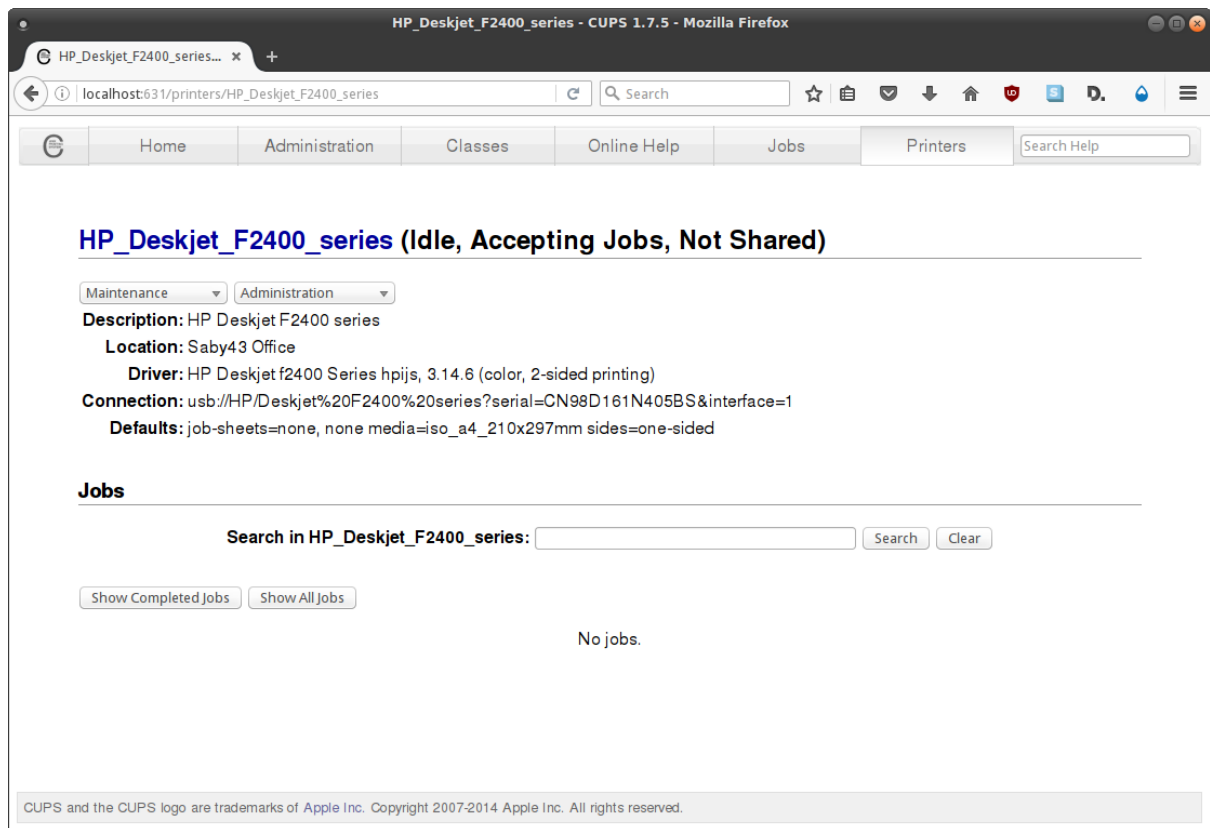 HP_Deskjet_F2400_series - CUPS 1.7.5 - Mozilla Firefox
HP_Deskjet_F2400_series... × +
localhost:631/printers/HP_Deskjet_F2400_series Search S D.
Home Administration Classes Online Help Jobs Printers Search Help
HP_Deskjet_F2400_series (Idle, Accepting Jobs, Not Shared)
Maintenance Administration
Description: HP Deskjet F2400 series
Location: Saby43 Office
Driver: HP Deskjet f2400 Series hpijs, 3.14.6 (color, 2-sided printing)
Connection: usb://HP/Deskjet%20F2400%20series?serial=CN98D161N405BS&interface=1
Defaults: job-sheets=none, none media=iso_a4_210x297mm sides=one-sided
Jobs
Search in HP_Deskjet_F2400_series: Search Clear
Show Completed Jobs Show All Jobs
No jobs.
CUPS and the CUPS logo are trademarks of Apple Inc. Copyright 2007-2014 Apple Inc. All rights reserved.